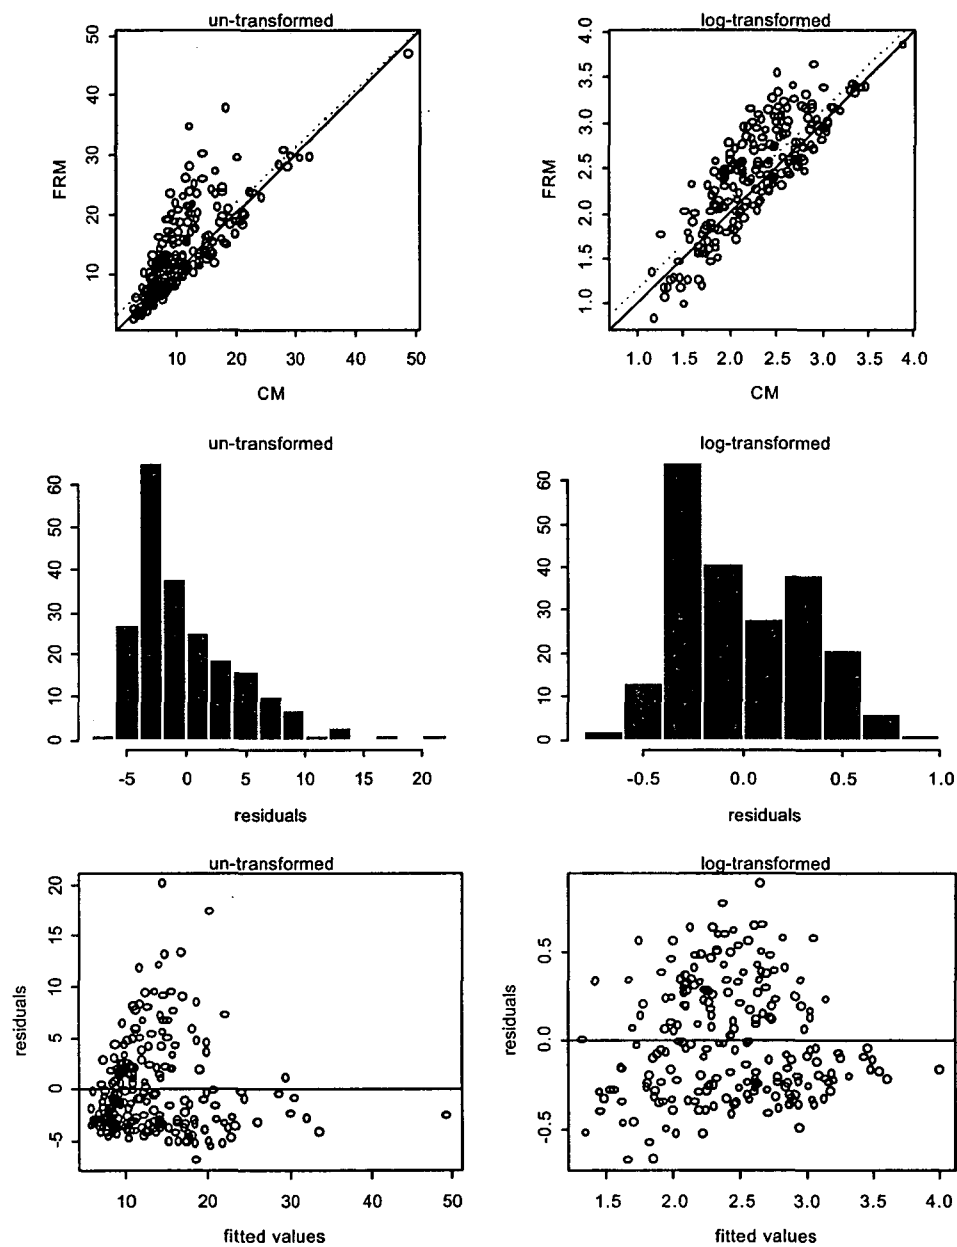 un-transformed
log-transformed
50
40
30
20
10
FRM
10 20 30 40 50
CM
4.0
3.5
3.0
2.5
2.0
1.5
1.0
FRM
1.0 1.5 2.0 2.5 3.0 3.5 4.0
CM
un-transformed
log-transformed
60
50
40
30
20
10
0
-5 0 5 10 15 20
residuals
60
50
40
30
20
10
0
-0.5 0.0 0.5 1.0
residuals
un-transformed
log-transformed
20
15
10
5
0
-5
residuals
10 20 30 40 50
fitted values
0.5
0.0
-0.5
residuals
1.5 2.0 2.5 3.0 3.5 4.0
fitted values